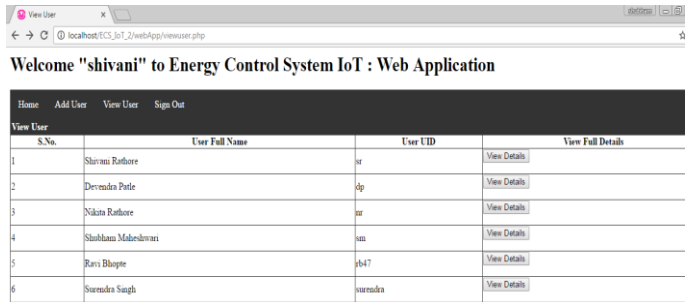 View User
localhost/ECS_IoT_2/webApp/viewuser.php
Welcome "shivani" to Energy Control System IoT : Web Application
Home Add User View User Sign Out
View User
S.No. User Full Name User UID View Full Details
1 Shivani Rathore sr View Details
2 Devendra Patle dp View Details
3 Nikita Rathore nr View Details
4 Shubham Maheshwari sm View Details
5 Ravi Bhopte rb47 View Details
6 Surendra Singh surendra View Details